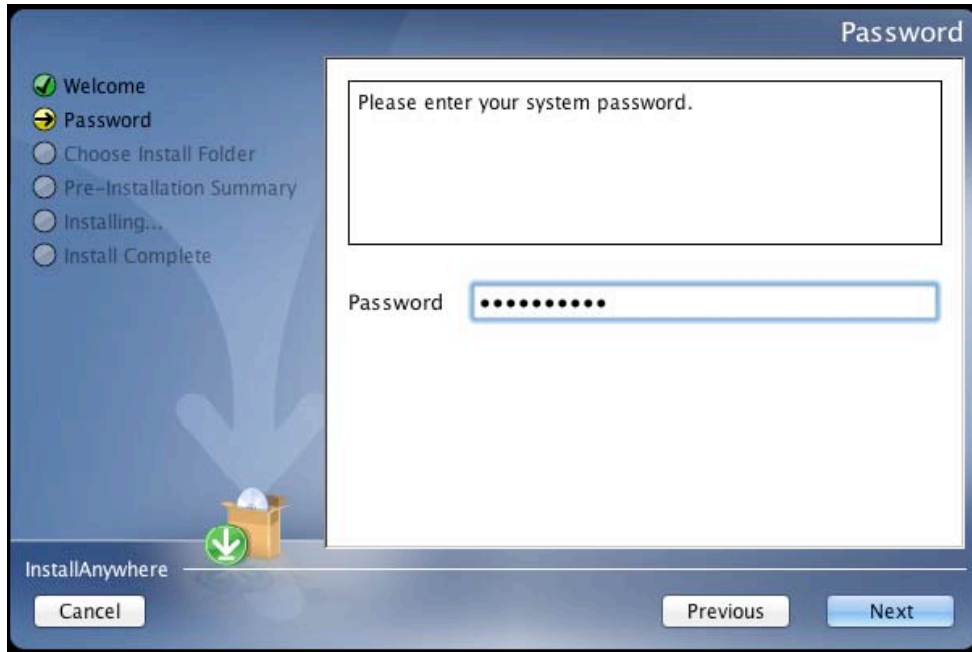 Password
Welcome
Password
Choose Install Folder
Pre-Installation Summary
Installing...
Install Complete
Please enter your system password.
Password ••••••••••
InstallAnywhere
Cancel
Previous
Next